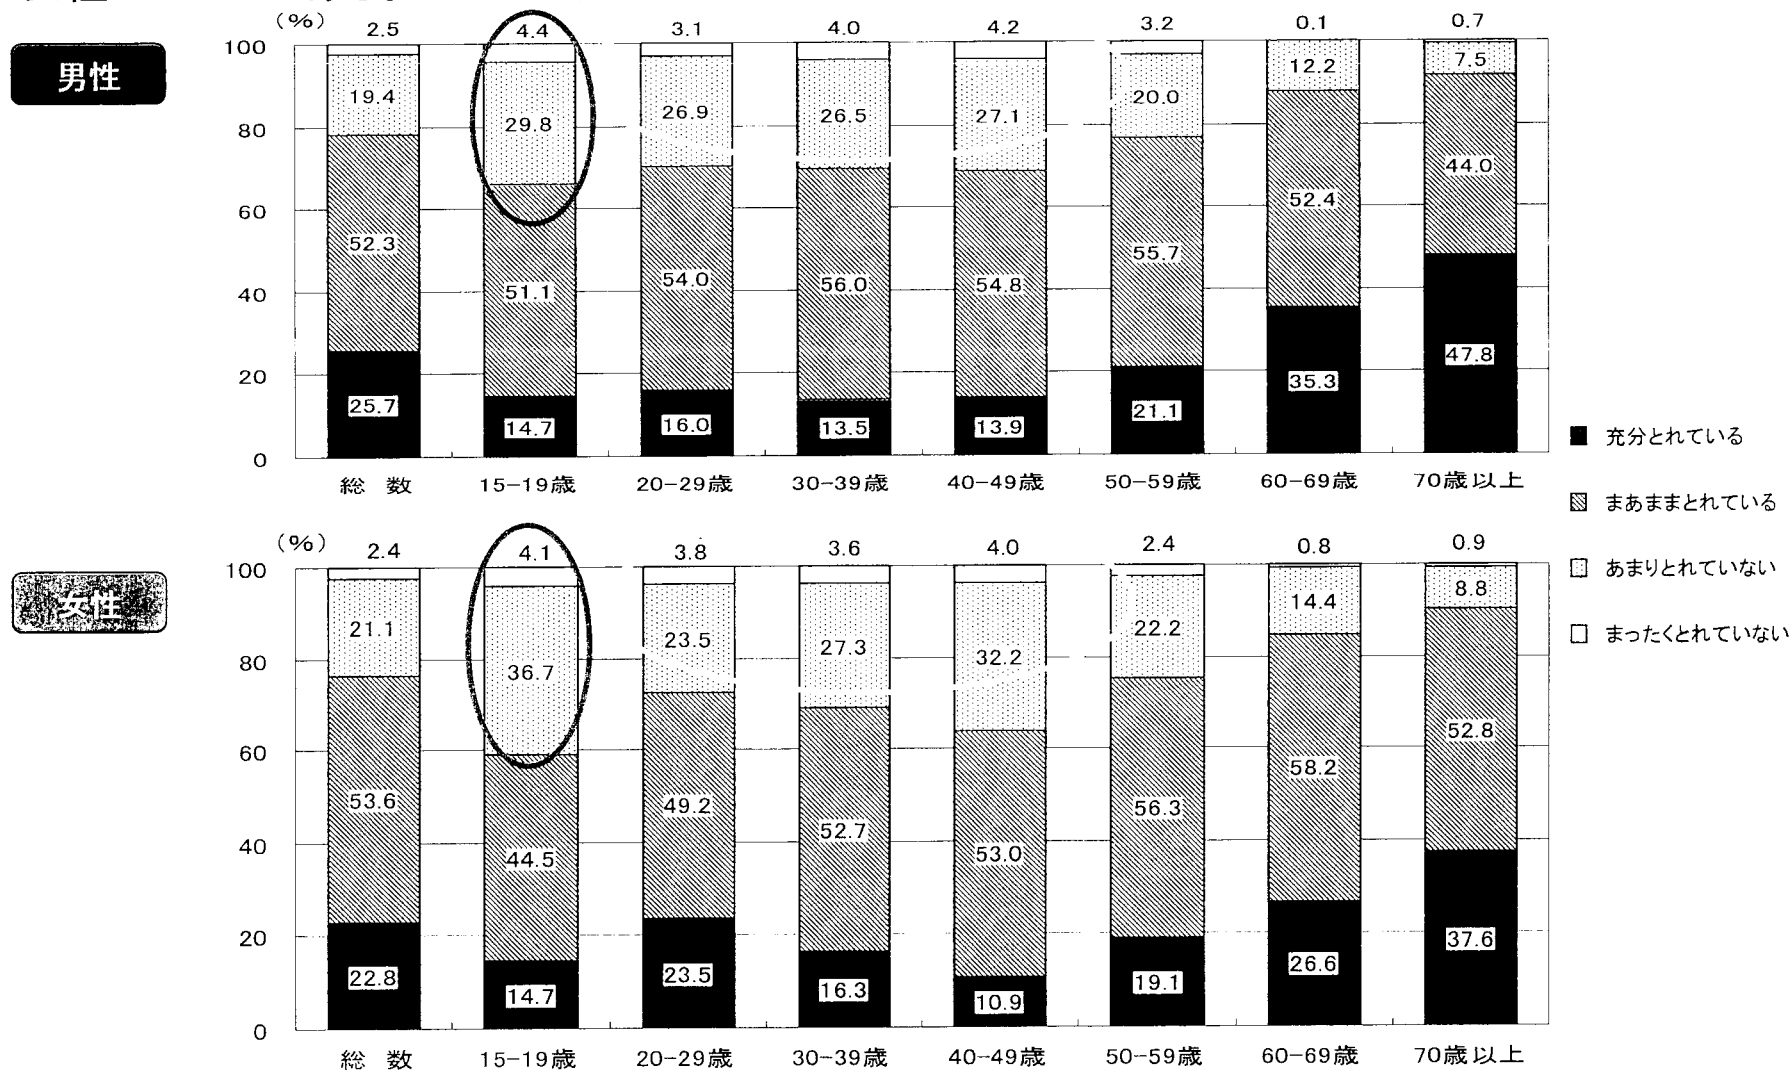 (%)
2.5 4.4 3.1 4.0 4.2 3.2 0.1 0.7
男性
100
80
60
40
20
0
19.4 29.8 26.9 26.5 27.1 20.0 12.2 7.5
52.3 51.1 54.0 56.0 54.8 55.7 52.4 44.0
25.7 14.7 16.0 13.5 13.9 21.1 35.3 47.8
総 数 15-19歳 20-29歳 30-39歳 40-49歳 50-59歳 60-69歳 70歳以上
充分とれている
まあまあとれている
あまりとれていない
まったくとれていない
(%)
2.4 4.1 3.8 3.6 4.0 2.4 0.8 0.9
女性
100
80
60
40
20
0
21.1 36.7 23.5 27.3 32.2 22.2 14.4 8.8
53.6 44.5 49.2 52.7 53.0 56.3 58.2 52.8
22.8 14.7 23.5 16.3 10.9 19.1 26.6 37.6
総 数 15-19歳 20-29歳 30-39歳 40-49歳 50-59歳 60-69歳 70歳以上